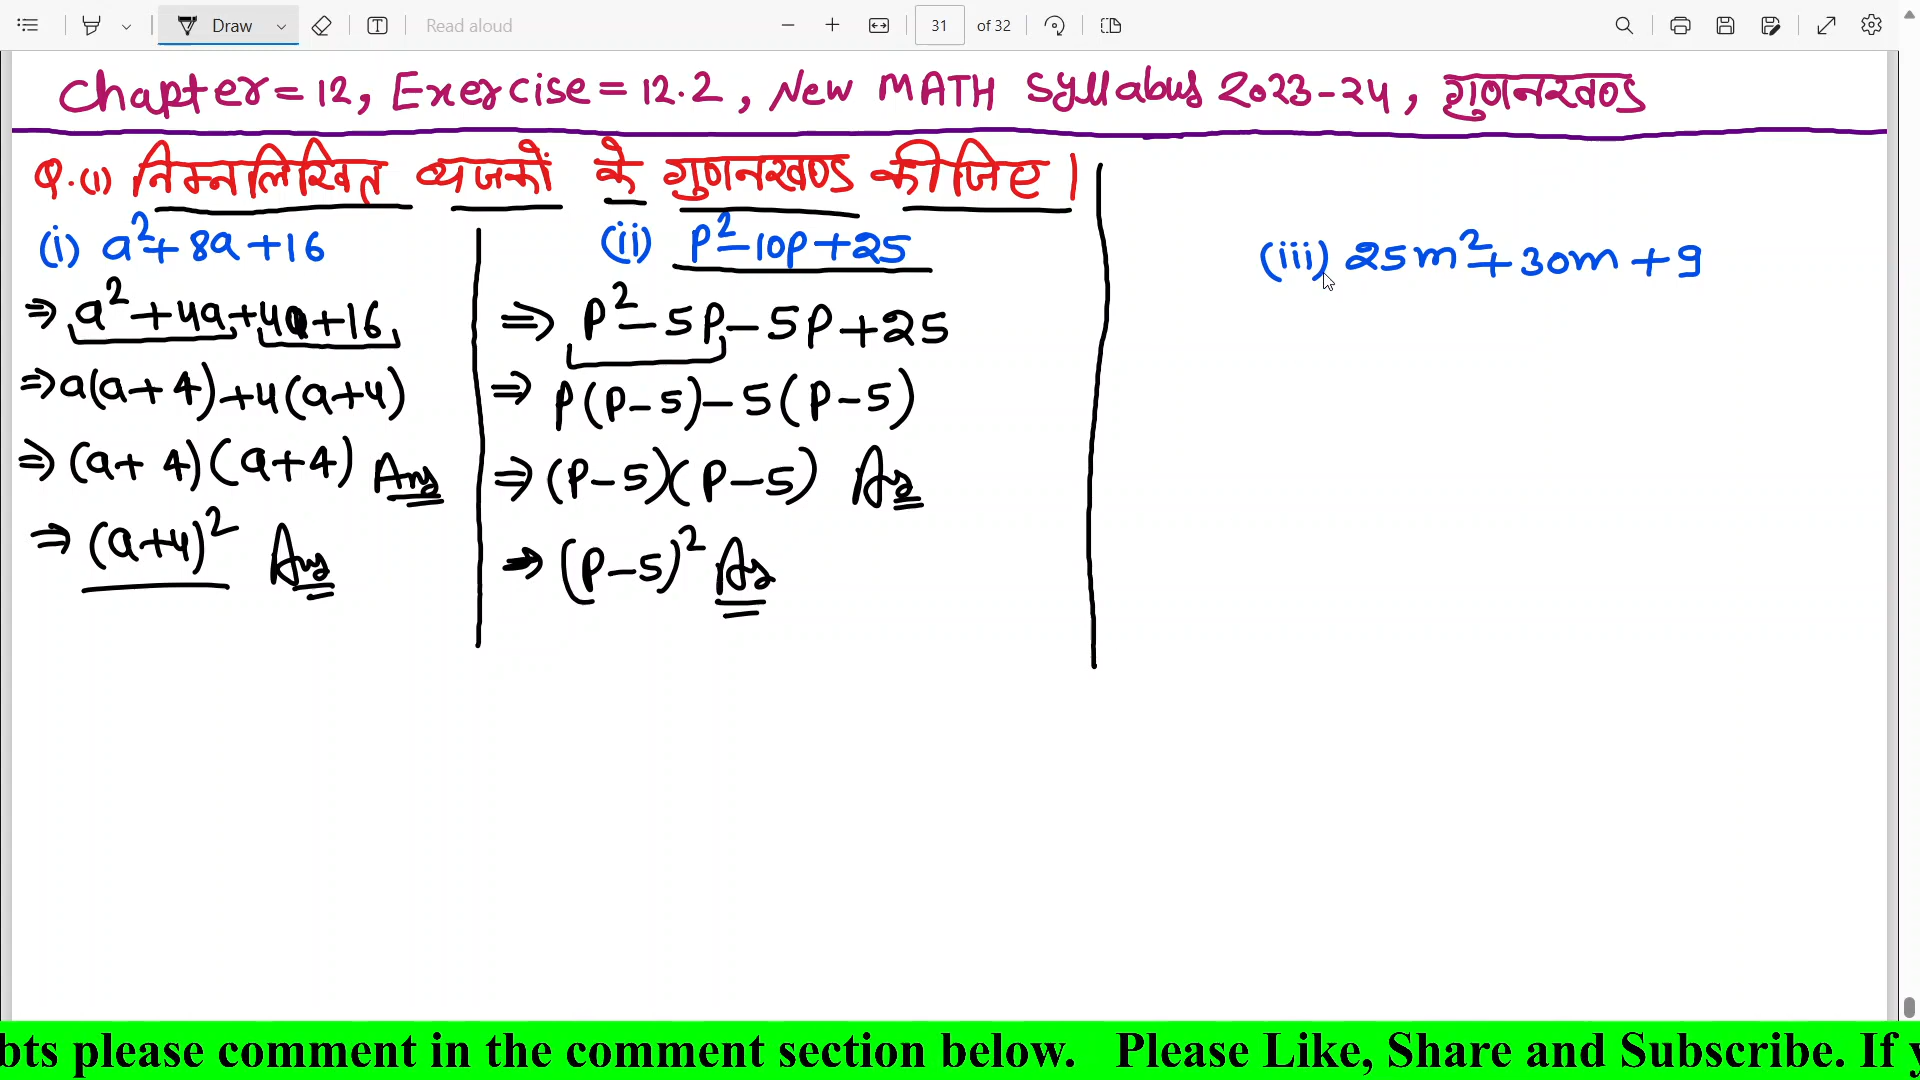 Draw
Read aloud
31 of 32
Chapter = 12, Exercise = 12.2, New MATH Syllabus 2023-24, गुणनखण्ड
Q.(1) निम्नलिखित व्यजकों के गुणनखण्ड कीजिए।
(i) a²+8a+16
⇒ a²+4a+4a+16
⇒ a(a+4)+4(a+4)
⇒ (a+4)(a+4) Ans
⇒ (a+4)² Ans
(ii) P²-10P+25
⇒ P²-5P-5P+25
⇒ P(P-5)-5(P-5)
⇒ (P-5)(P-5) As
⇒ (P-5)² As
(iii) 25m²+30m+9
bts please comment in the comment section below. Please Like, Share and Subscribe. If